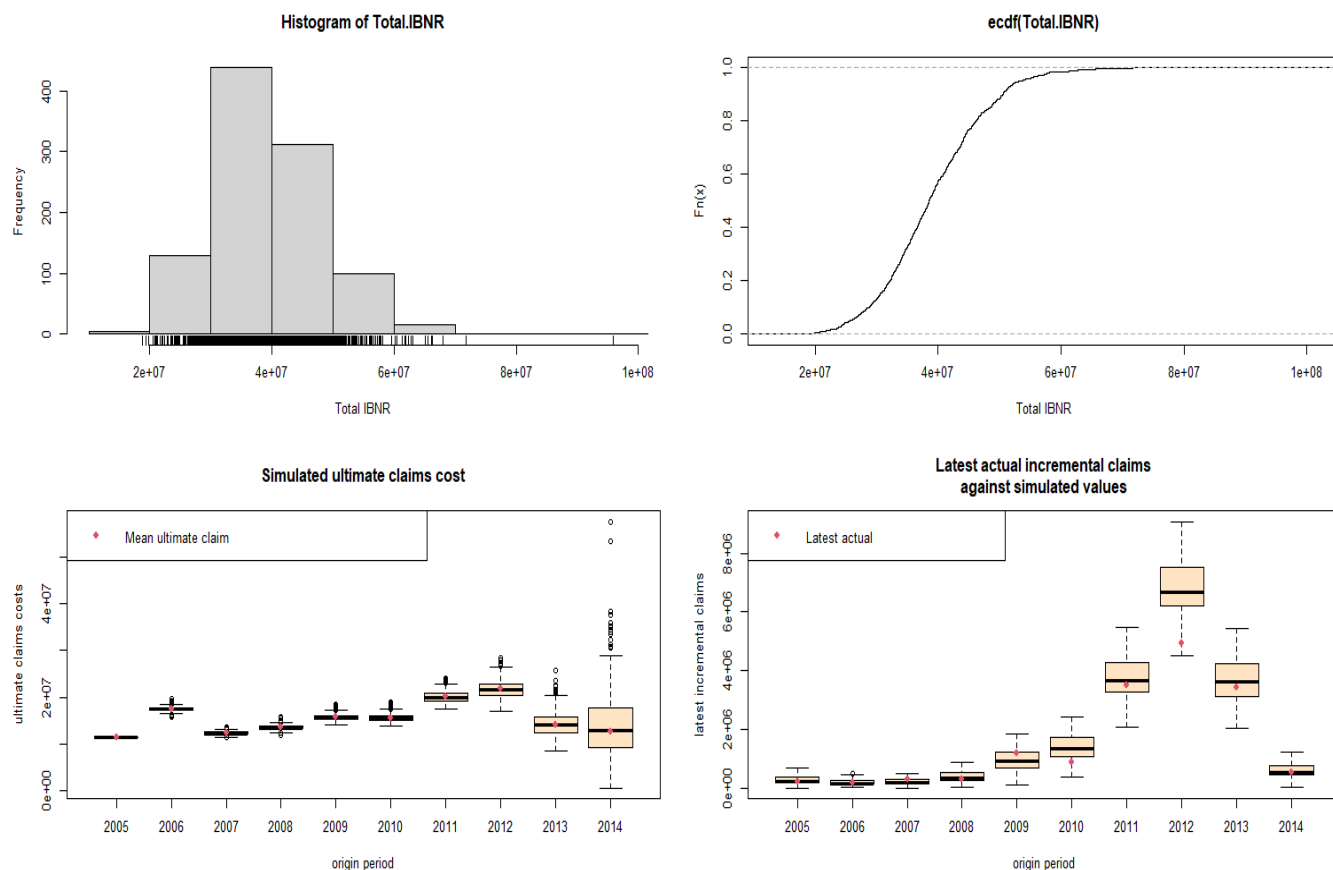 Histogram of Total.IBNR
Frequency
400
300
200
100
0
2e+07
4e+07
6e+07
8e+07
1e+08
Total IBNR
ecdf(Total.IBNR)
Fn(x)
1.0
0.8
0.6
0.4
0.2
0.0
2e+07
4e+07
6e+07
8e+07
1e+08
Total IBNR
Simulated ultimate claims cost
Mean ultimate claim
ultimate claims costs
4e+07
2e+07
0e+00
2005
2006
2007
2008
2009
2010
2011
2012
2013
2014
origin period
Latest actual incremental claims
against simulated values
Latest actual
latest incremental claims
8e+06
6e+06
4e+06
2e+06
0e+00
2005
2006
2007
2008
2009
2010
2011
2012
2013
2014
origin period